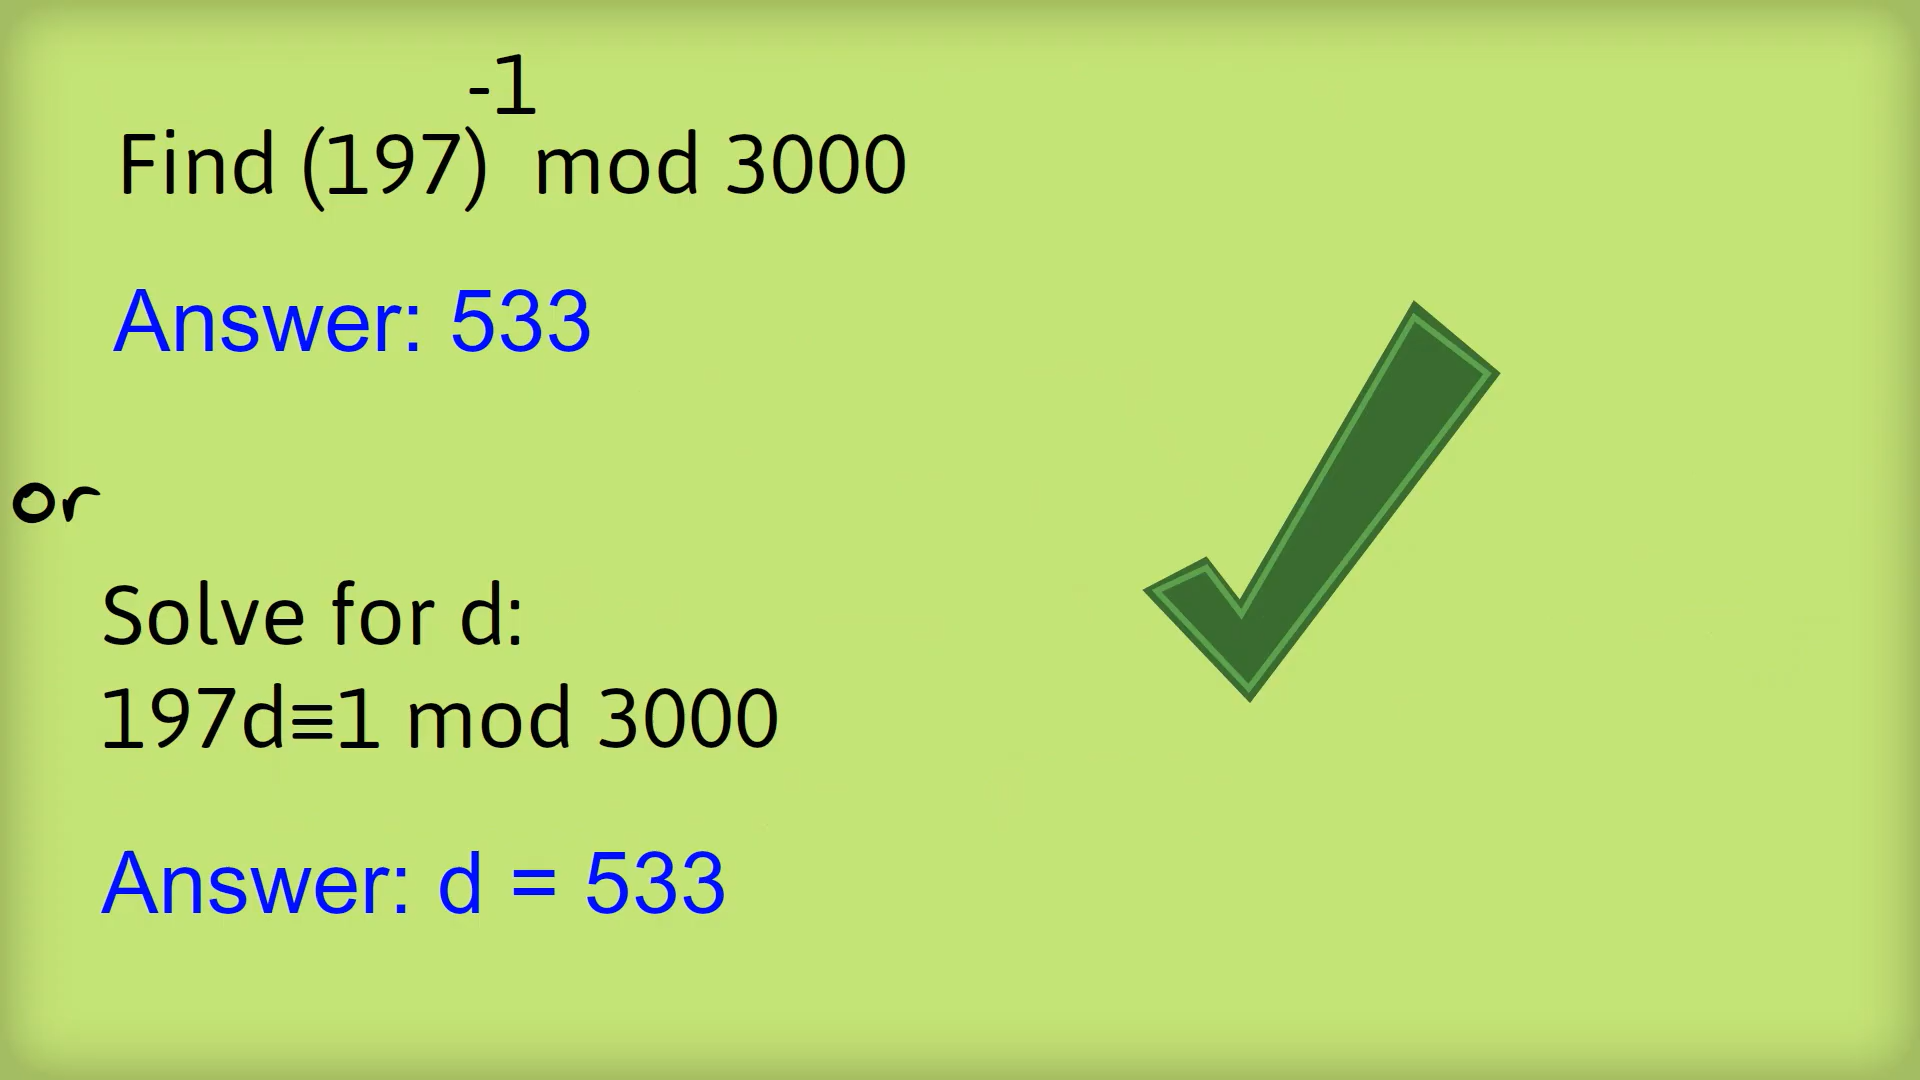 -1
Find (197) mod 3000
Answer: 533
or
Solve for d:
197d≡1 mod 3000
Answer: d = 533